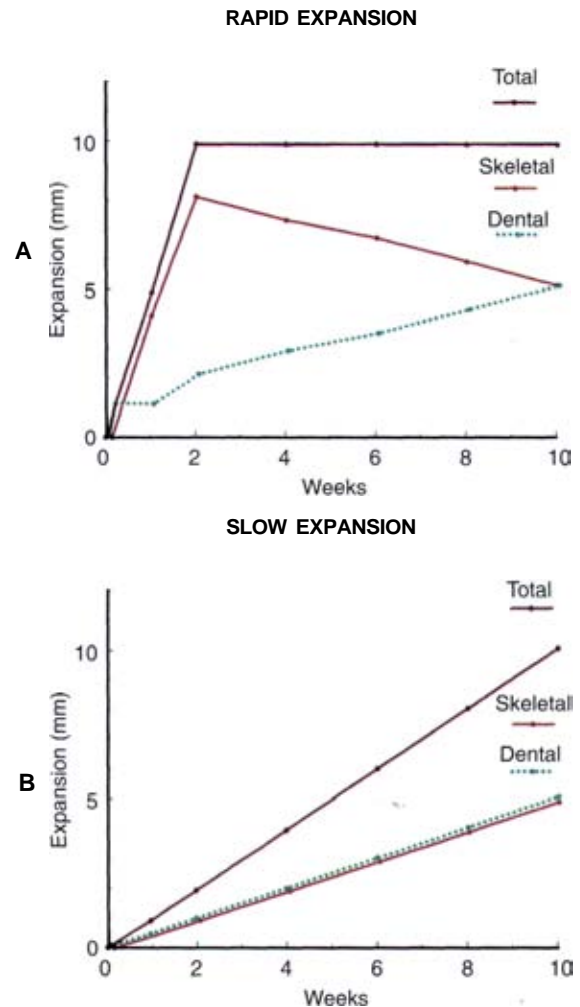 RAPID EXPANSION
Total
10
Skeletal
Dental
A
Expansion (mm)
5
0
0 2 4 6 8 10
Weeks
SLOW EXPANSION
Total
10
Skeletall
Dental
B
Expansion (mm)
5
0
0 2 4 6 8 10
Weeks